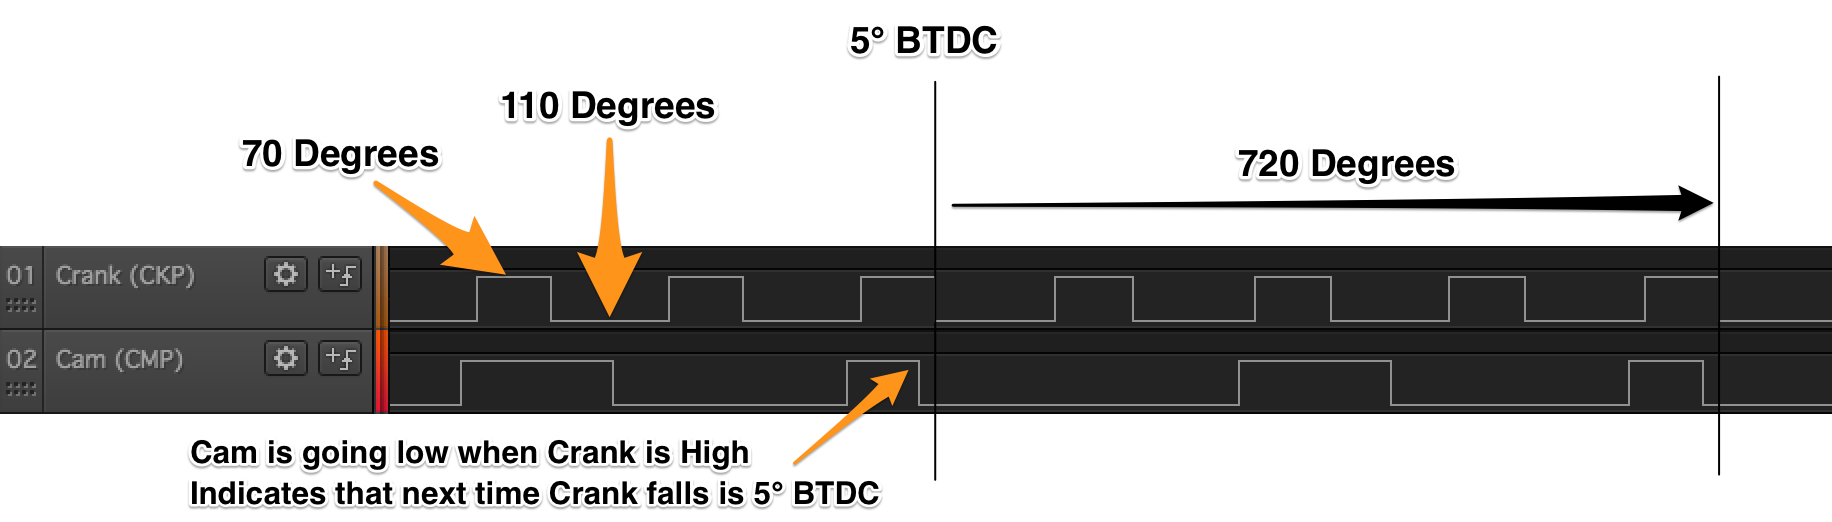 5° BTDC
110 Degrees
70 Degrees
720 Degrees
01 Crank (CKP)
02 Cam (CMP)
Cam is going low when Crank is High
Indicates that next time Crank falls is 5° BTDC